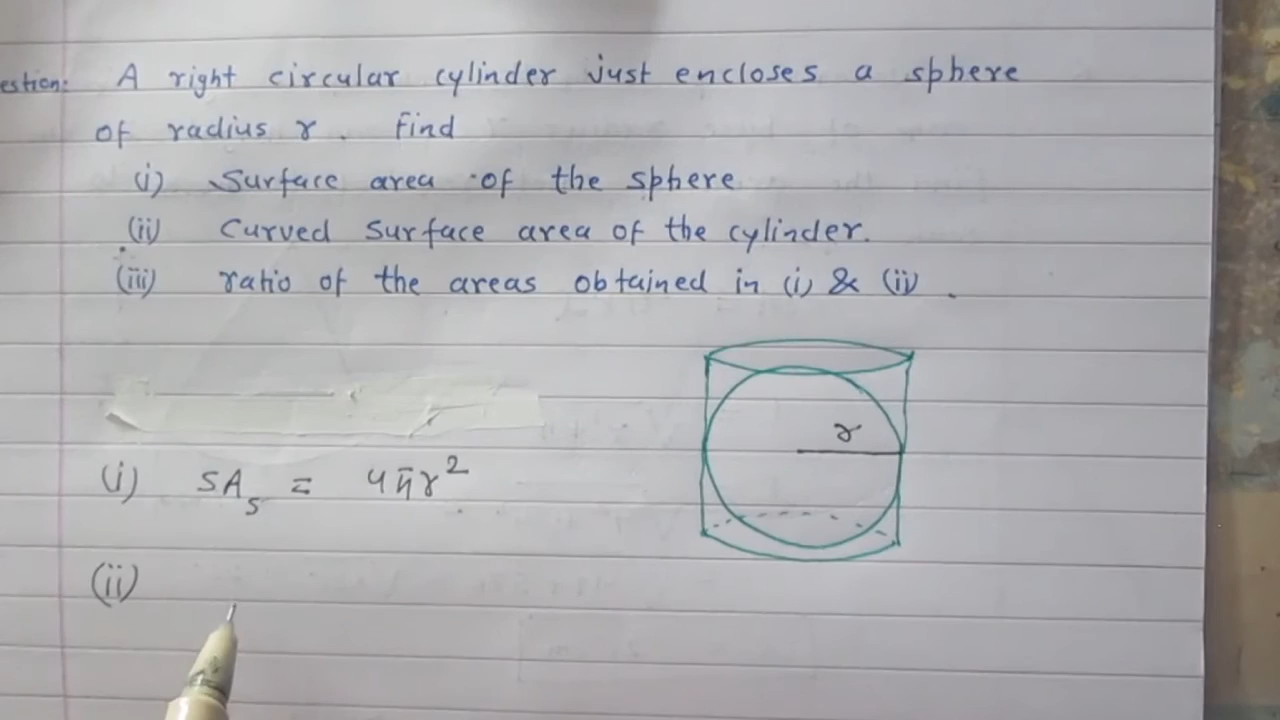 estion: A right circular cylinder just encloses a sphere
of radius r. Find
(i) Surface area of the sphere
(ii) Curved surface area of the cylinder.
(iii) ratio of the areas obtained in (i) & (ii).
r
(i) SAₛ = 4πr²
(ii)